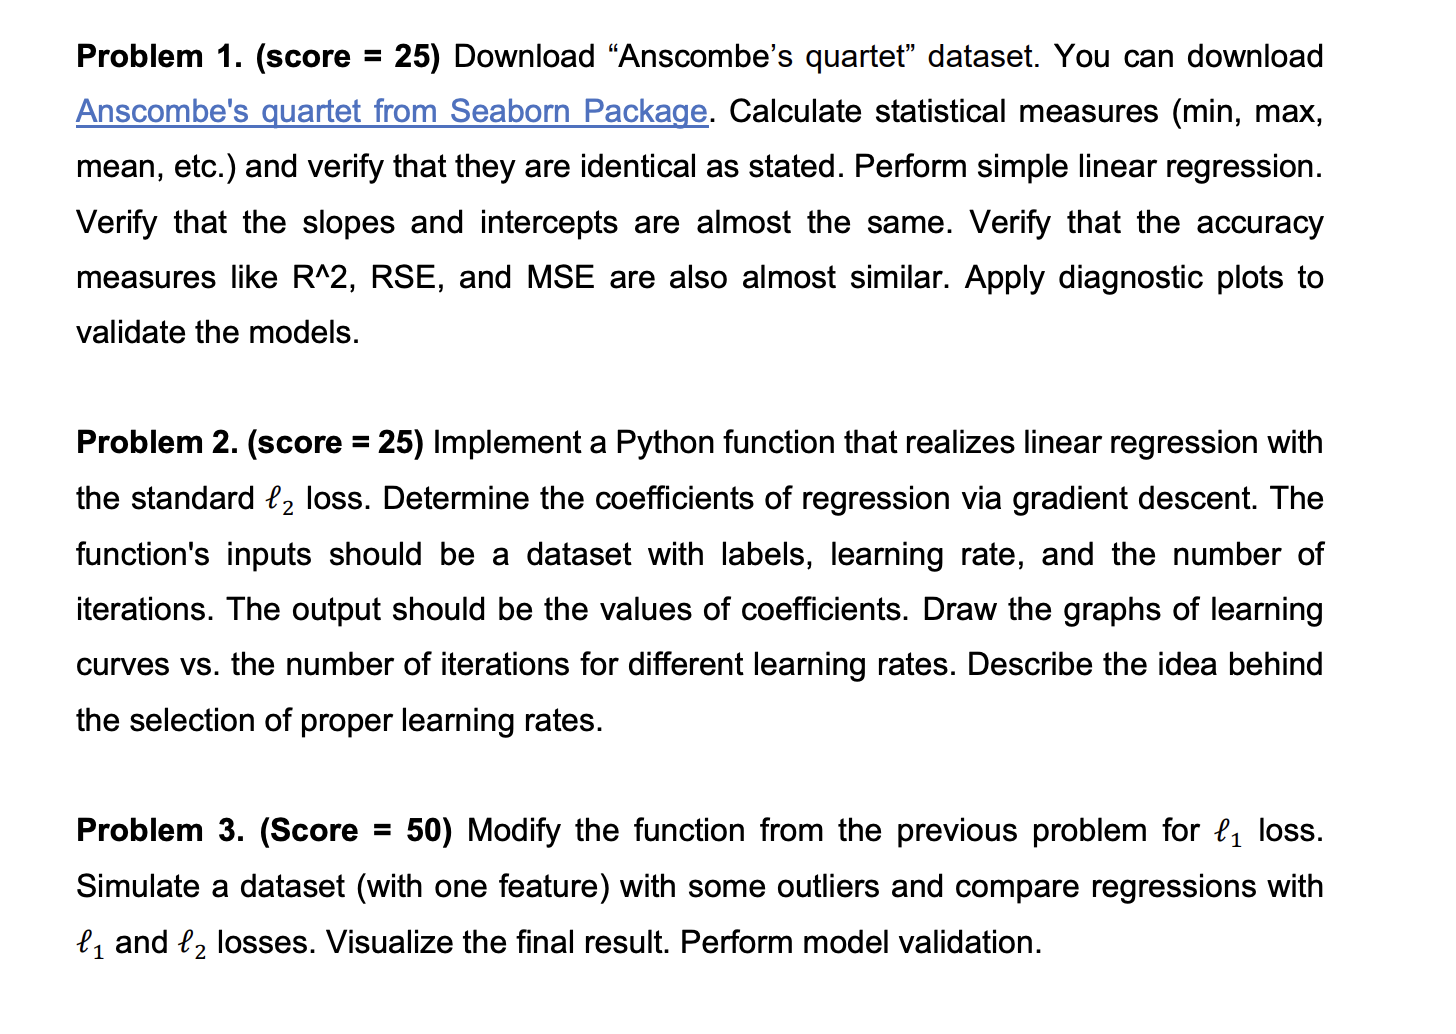 Problem 1. (score = 25) Download “Anscombe’s quartet” dataset. You can download
Anscombe's quartet from Seaborn Package. Calculate statistical measures (min, max,
mean, etc.) and verify that they are identical as stated. Perform simple linear regression.
Verify that the slopes and intercepts are almost the same. Verify that the accuracy
measures like R^2, RSE, and MSE are also almost similar. Apply diagnostic plots to
validate the models.
Problem 2. (score = 25) Implement a Python function that realizes linear regression with
the standard ℓ₂ loss. Determine the coefficients of regression via gradient descent. The
function's inputs should be a dataset with labels, learning rate, and the number of
iterations. The output should be the values of coefficients. Draw the graphs of learning
curves vs. the number of iterations for different learning rates. Describe the idea behind
the selection of proper learning rates.
Problem 3. (Score = 50) Modify the function from the previous problem for ℓ₁ loss.
Simulate a dataset (with one feature) with some outliers and compare regressions with
ℓ₁ and ℓ₂ losses. Visualize the final result. Perform model validation.